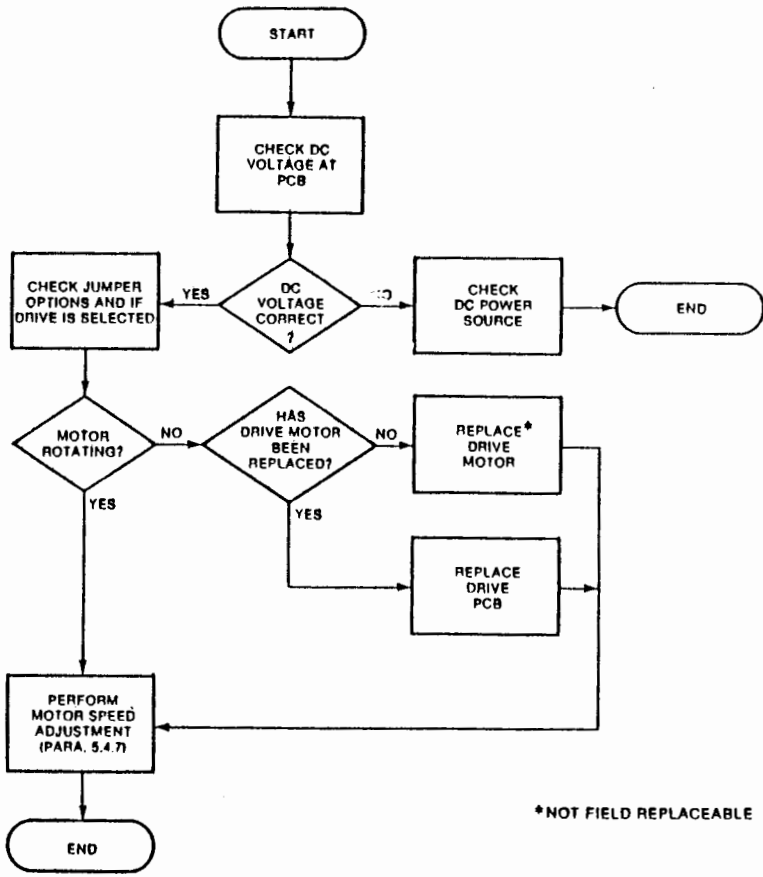 START
CHECK DC
VOLTAGE AT
PCB
DC
VOLTAGE
CORRECT
?
YES
CHECK JUMPER
OPTIONS AND IF
DRIVE IS SELECTED
NO
CHECK
DC POWER
SOURCE
END
MOTOR
ROTATING?
NO
HAS
DRIVE MOTOR
BEEN
REPLACED?
NO
REPLACE*
DRIVE
MOTOR
YES
YES
REPLACE
DRIVE
PCB
PERFORM
MOTOR SPEED
ADJUSTMENT
(PARA, 5.4.7)
END
*NOT FIELD REPLACEABLE